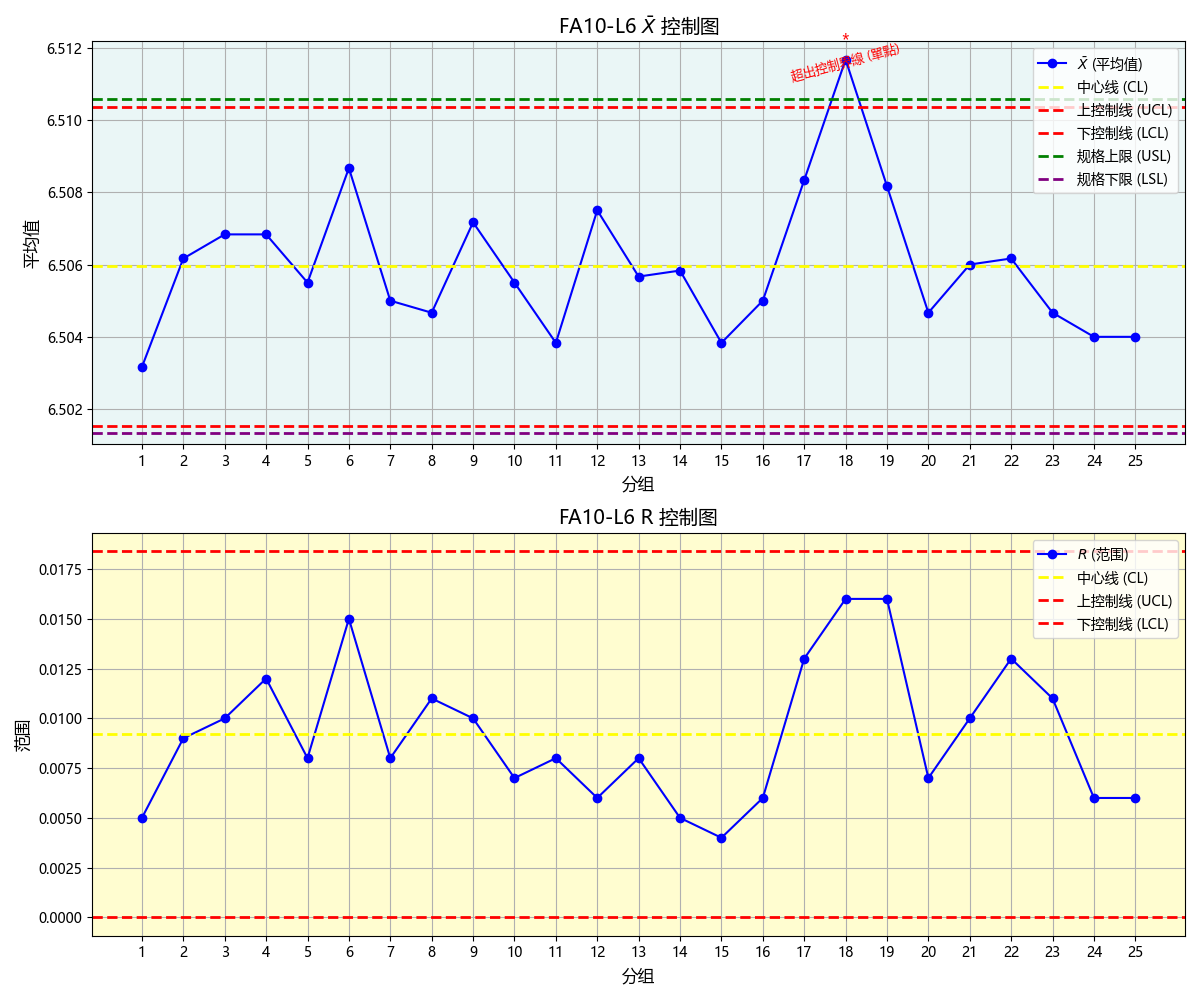 FA10-L6 X̄ 控制图
*
超出控制界線 (單點)
X̄ (平均值)
中心线 (CL)
上控制线 (UCL)
下控制线 (LCL)
规格上限 (USL)
规格下限 (LSL)
6.512
6.510
6.508
6.506
6.504
6.502
平均值
1 2 3 4 5 6 7 8 9 10 11 12 13 14 15 16 17 18 19 20 21 22 23 24 25
分组
FA10-L6 R 控制图
R (范围)
中心线 (CL)
上控制线 (UCL)
下控制线 (LCL)
0.0175
0.0150
0.0125
0.0100
0.0075
0.0050
0.0025
0.0000
范围
1 2 3 4 5 6 7 8 9 10 11 12 13 14 15 16 17 18 19 20 21 22 23 24 25
分组